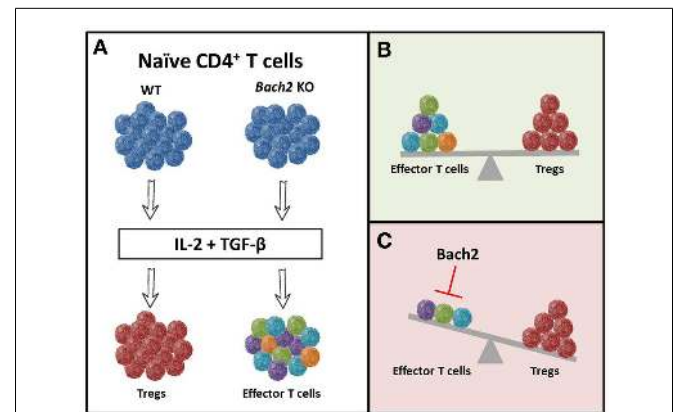 A
Naïve CD4⁺ T cells
WT
Bach2 KO
IL-2 + TGF-β
Tregs
Effector T cells
B
Effector T cells
Tregs
C
Bach2
Effector T cells
Tregs